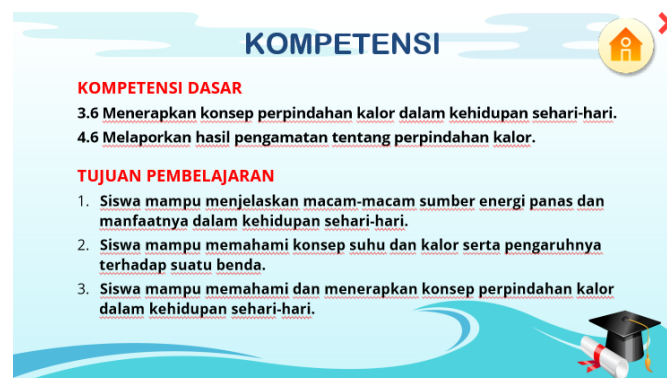 KOMPETENSI
KOMPETENSI DASAR
3.6 Menerapkan konsep perpindahan kalor dalam kehidupan sehari-hari.
4.6 Melaporkan hasil pengamatan tentang perpindahan kalor.
TUJUAN PEMBELAJARAN
1. Siswa mampu menjelaskan macam-macam sumber energi panas dan
manfaatnya dalam kehidupan sehari-hari.
2. Siswa mampu memahami konsep suhu dan kalor serta pengaruhnya
terhadap suatu benda.
3. Siswa mampu memahami dan menerapkan konsep perpindahan kalor
dalam kehidupan sehari-hari.